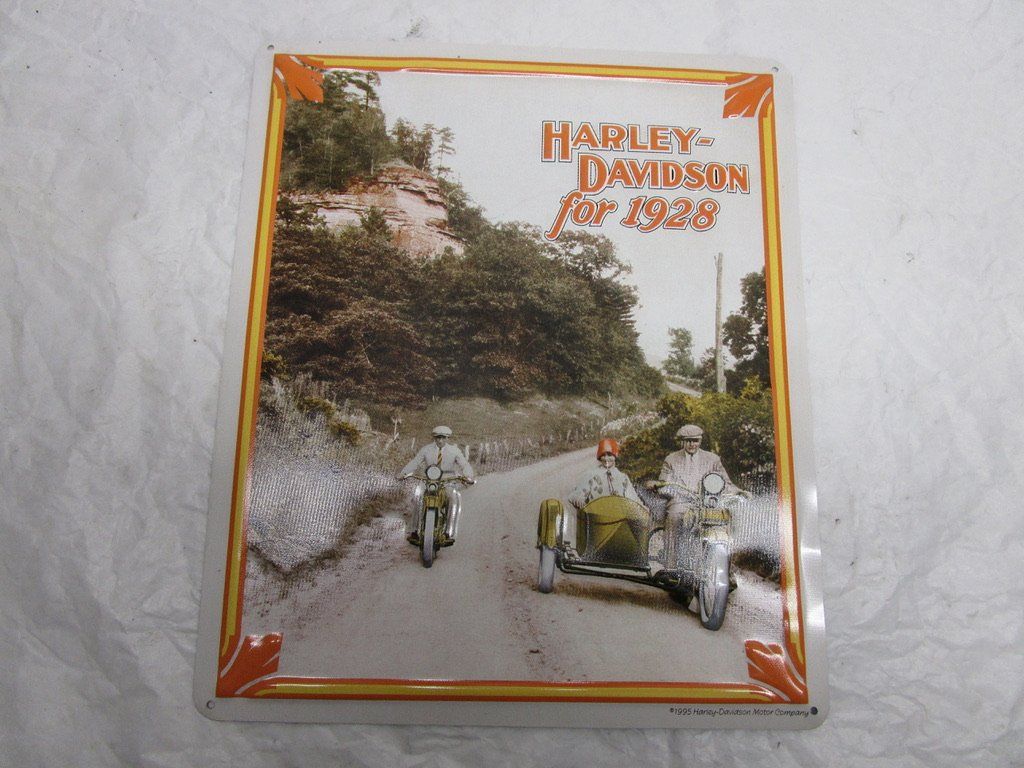 HARLEY-
DAVIDSON
for 1928
©1995 Harley-Davidson Motor Company